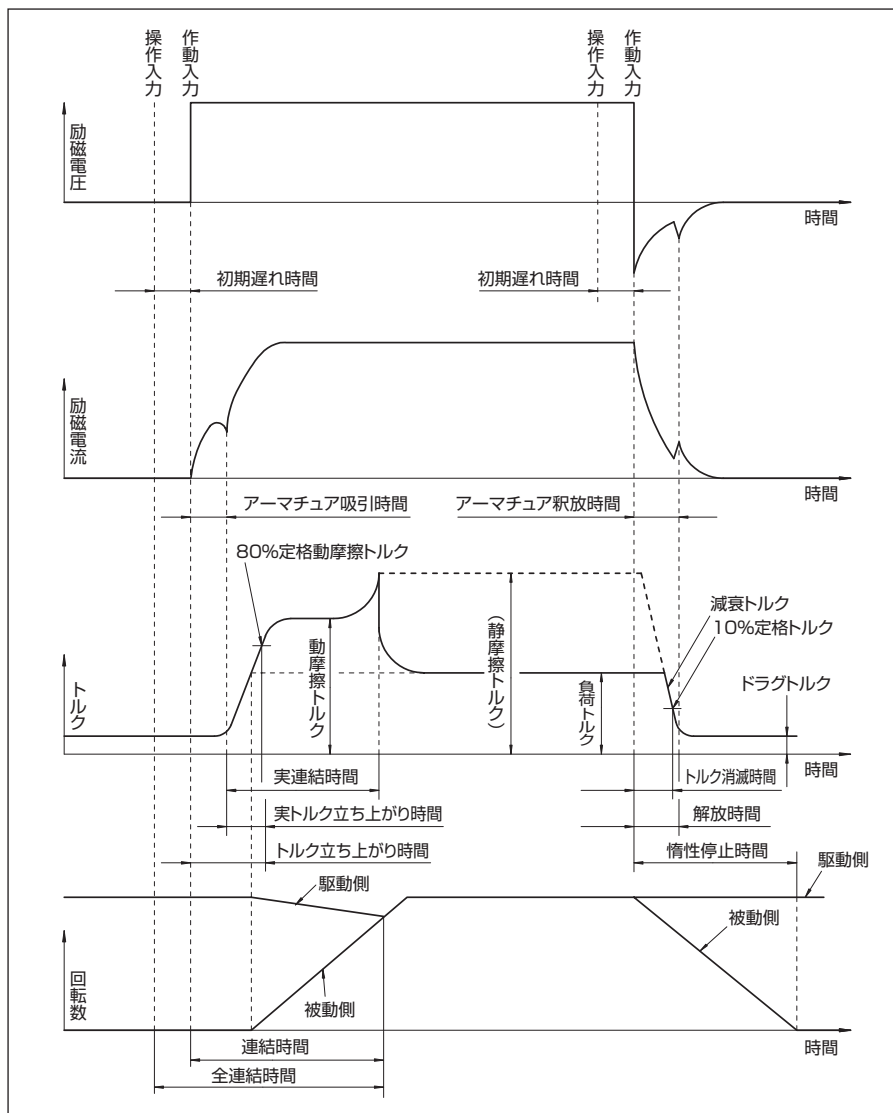 操作入力
作動入力
操作入力
作動入力
励磁電圧
時間
初期遅れ時間
初期遅れ時間
励磁電流
時間
アーマチュア吸引時間
アーマチュア釈放時間
80%定格動摩擦トルク
減衰トルク
10%定格トルク
トルク
動摩擦トルク
(静摩擦トルク)
負荷トルク
ドラグトルク
時間
実連結時間
トルク消滅時間
実トルク立ち上がり時間
解放時間
トルク立ち上がり時間
惰性停止時間
駆動側
駆動側
被動側
回転数
被動側
時間
連結時間
全連結時間